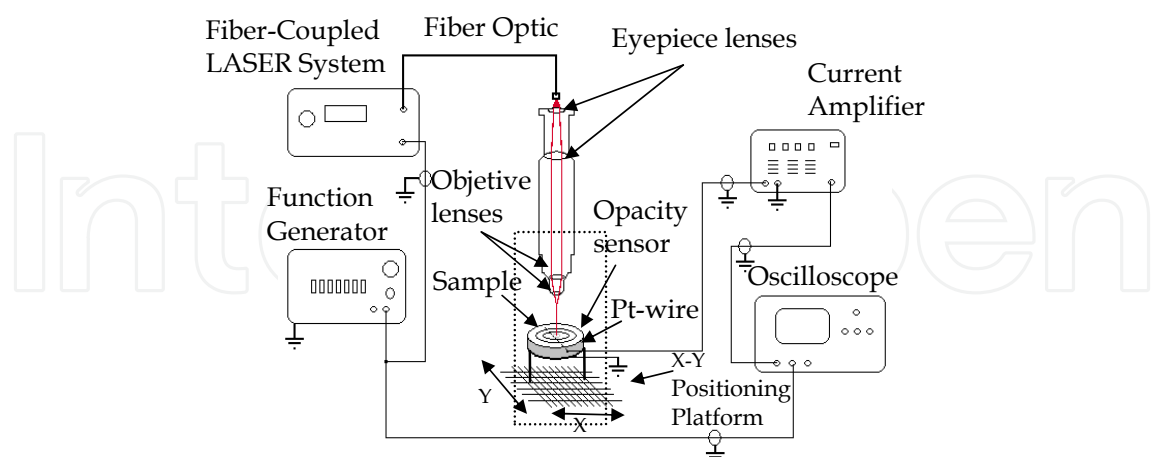 Fiber-Coupled
LASER System
Fiber Optic
Eyepiece lenses
Current
Amplifier
Function
Generator
Objetive
lenses
Opacity
sensor
Sample
Pt-wire
Oscilloscope
X-Y
Positioning
Platform
Y
X